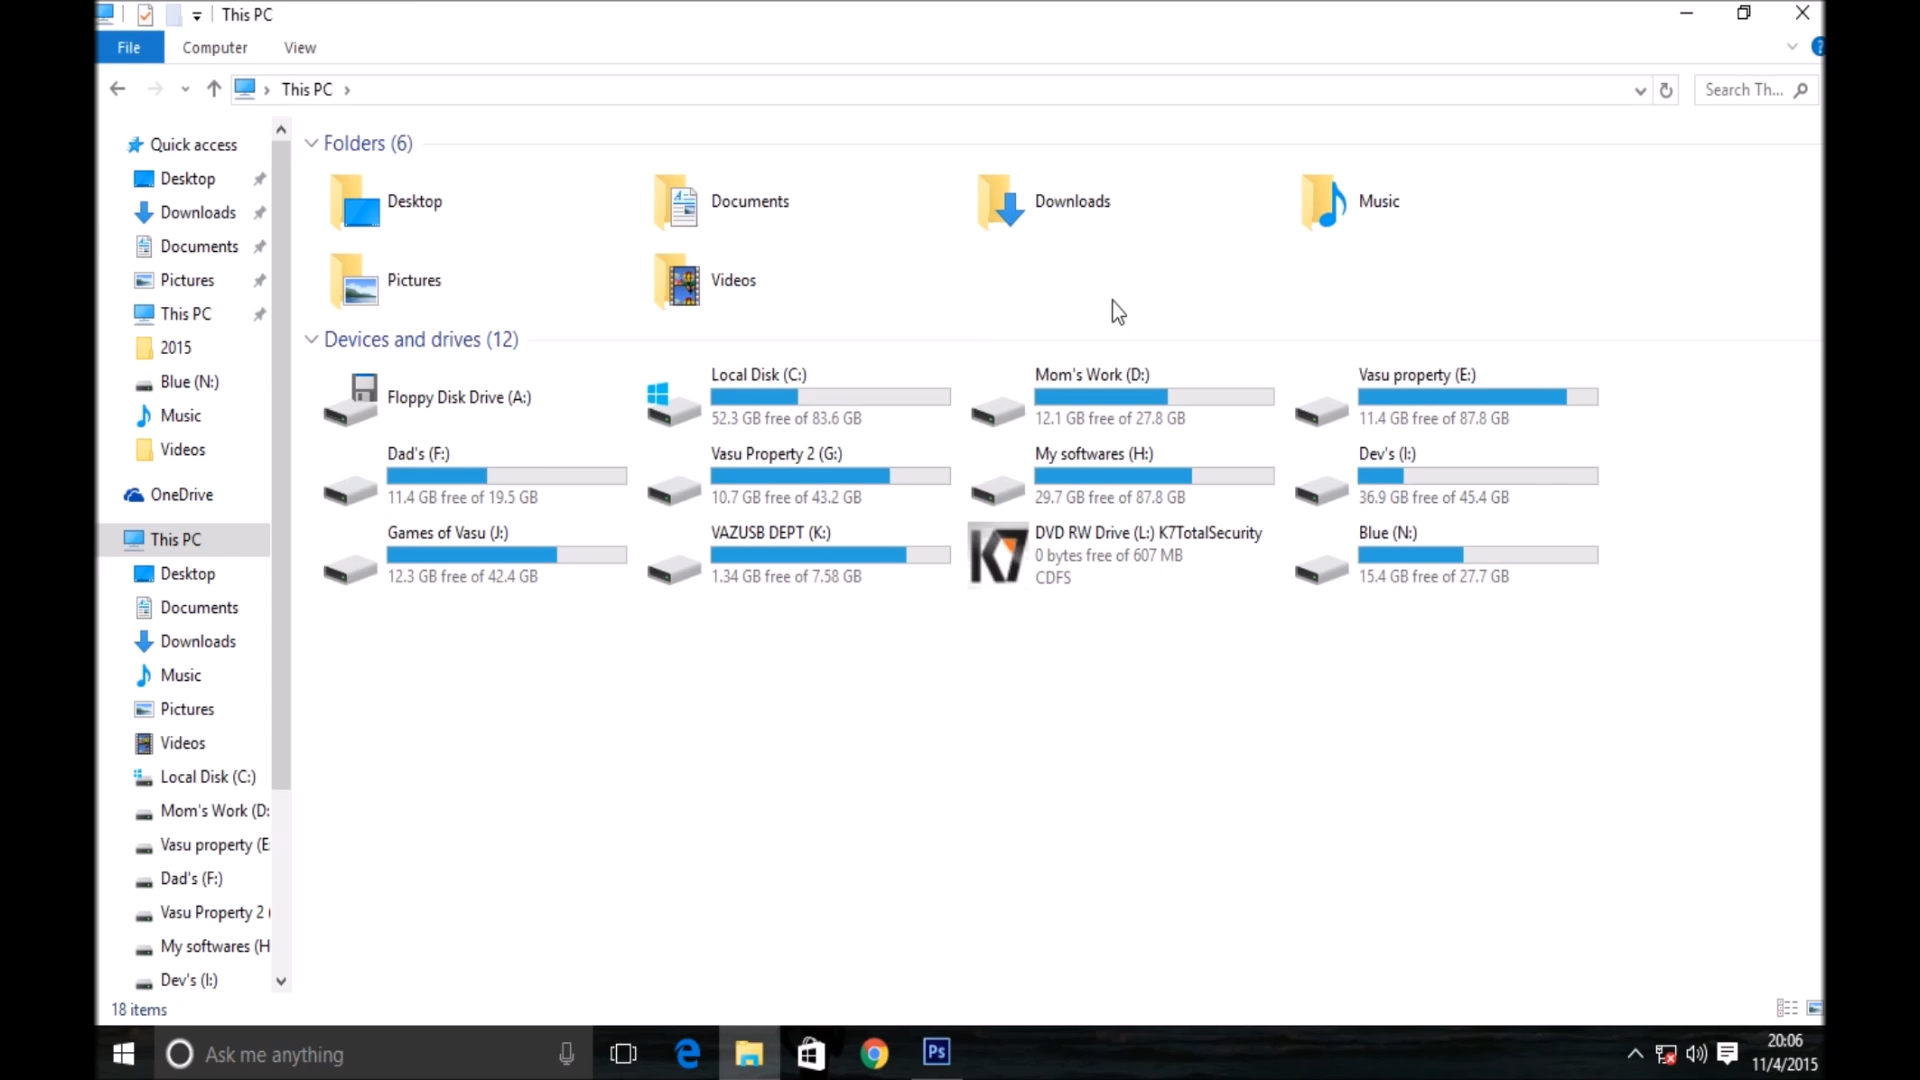 This PC
File Computer View
This PC
Search Th...
Quick access
Desktop
Downloads
Documents
Pictures
This PC
2015
Blue (N:)
Music
Videos
OneDrive
This PC
Desktop
Documents
Downloads
Music
Pictures
Videos
Local Disk (C:)
Mom's Work (D:
Vasu property (E
Dad's (F:)
Vasu Property 2 (
My softwares (H
Dev's (I:)
Folders (6)
Desktop
Documents
Downloads
Music
Pictures
Videos
Devices and drives (12)
Floppy Disk Drive (A:)
Local Disk (C:)
52.3 GB free of 83.6 GB
Mom's Work (D:)
12.1 GB free of 27.8 GB
Vasu property (E:)
11.4 GB free of 87.8 GB
Dad's (F:)
11.4 GB free of 19.5 GB
Vasu Property 2 (G:)
10.7 GB free of 43.2 GB
My softwares (H:)
29.7 GB free of 87.8 GB
Dev's (I:)
36.9 GB free of 45.4 GB
Games of Vasu (J:)
12.3 GB free of 42.4 GB
VAZUSB DEPT (K:)
1.34 GB free of 7.58 GB
K7
DVD RW Drive (L:) K7TotalSecurity
0 bytes free of 607 MB
CDFS
Blue (N:)
15.4 GB free of 27.7 GB
18 items
Ask me anything
Ps
20:06
11/4/2015